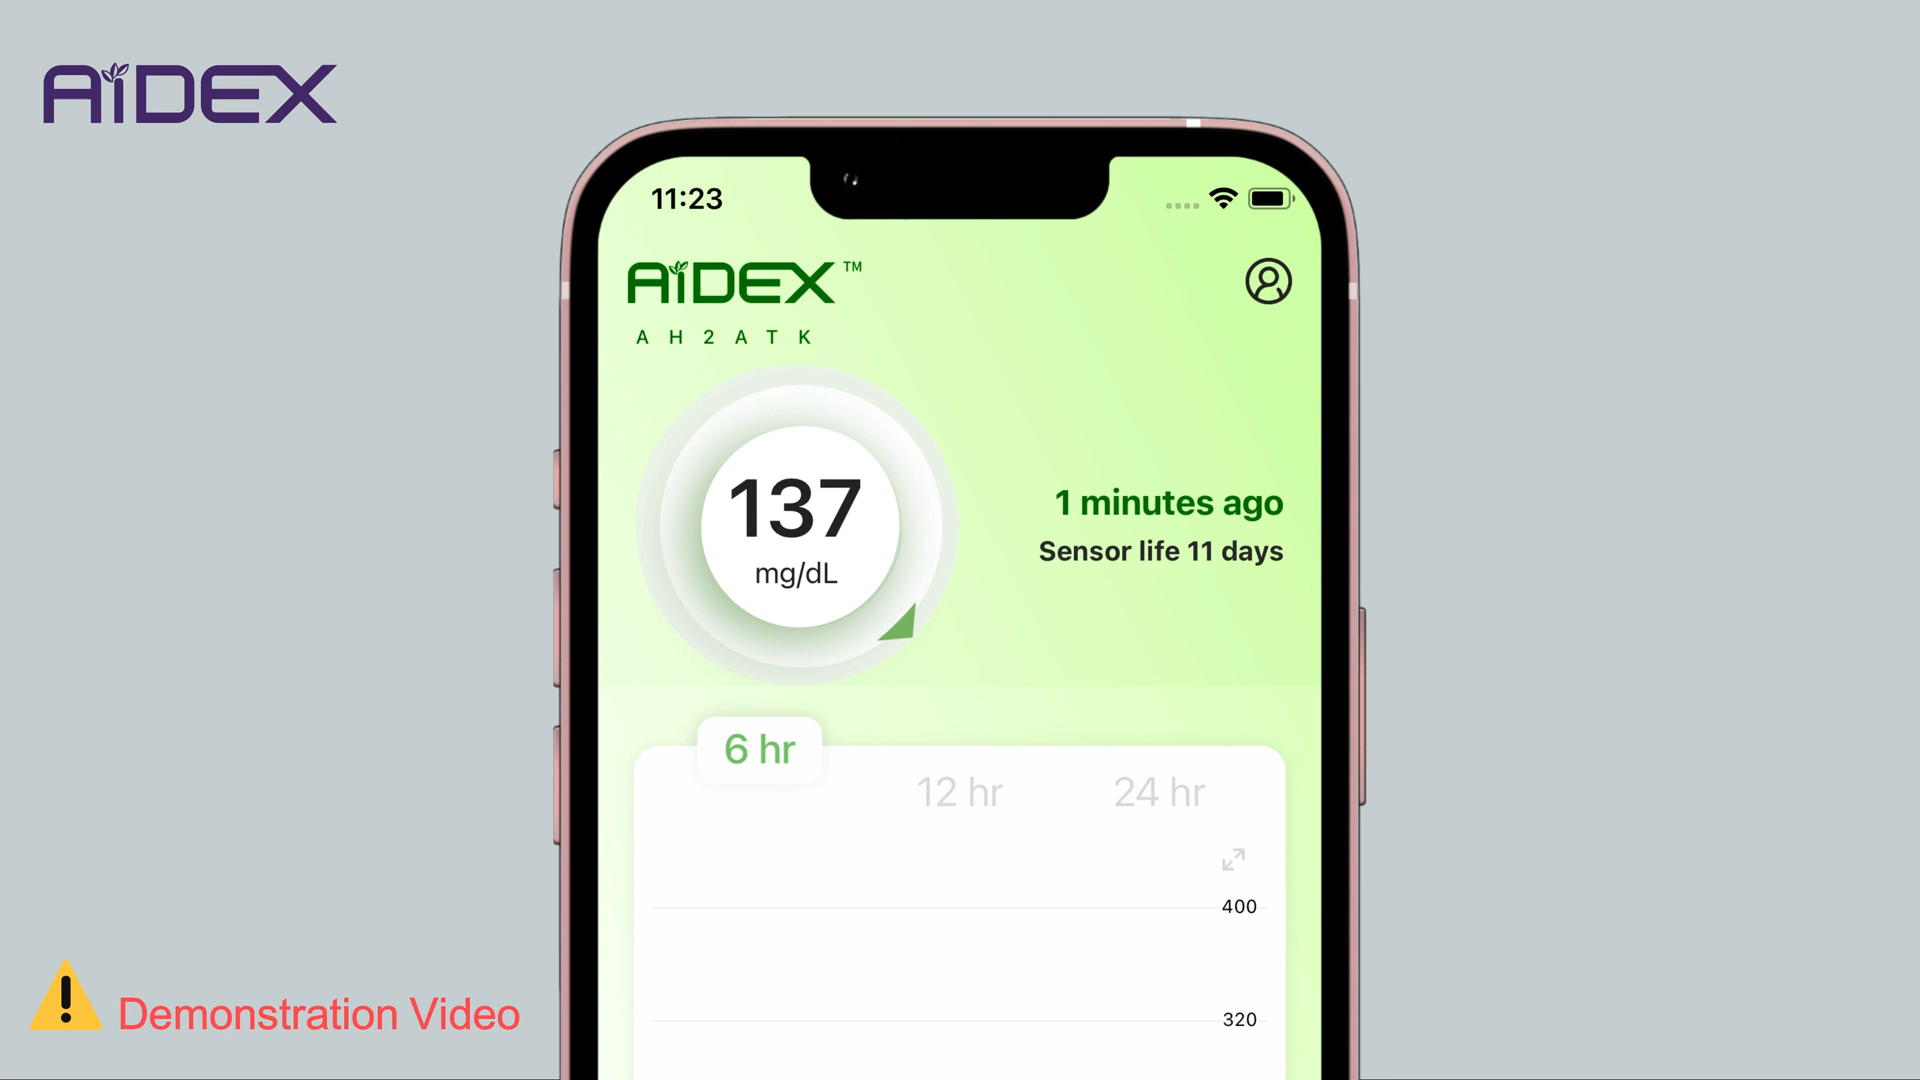 AiDEX
11:23
AiDEX™
AH2ATK
137
mg/dL
1 minutes ago
Sensor life 11 days
6 hr
12 hr
24 hr
400
320
Demonstration Video